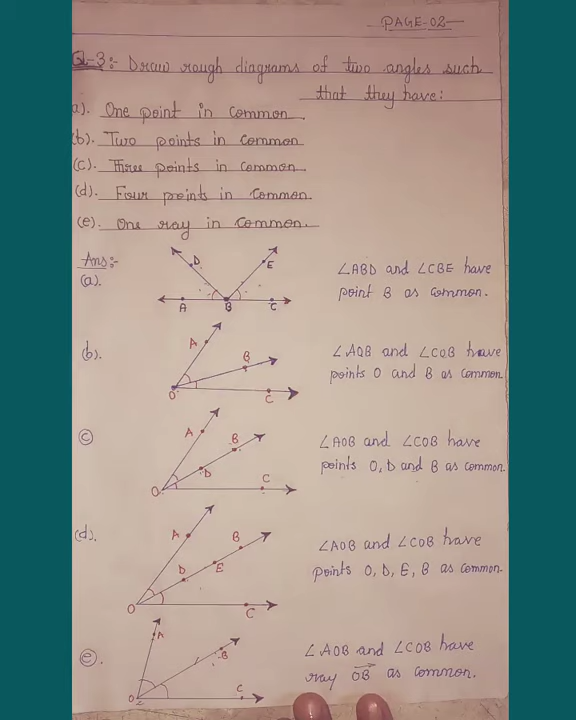 PAGE-02
Q-3:- Draw rough diagrams of two angles such
that they have:
(a). One point in common.
(b). Two points in common
(c). Three points in common.
(d). Four points in common.
(e). One ray in common.
Ans:-
(a).
D
E
A
B
C
∠ABD and ∠CBE have
point B as common.
(b).
A
B
O
C
∠AOB and ∠COB have
points O and B as common.
(c)
A
B
D
C
O
∠AOB and ∠COB have
points O, D and B as common.
(d).
A
B
D
E
O
C
∠AOB and ∠COB have
points O, D, E, B as common.
(e).
A
B
O
C
∠AOB and ∠COB have
ray OB as common.